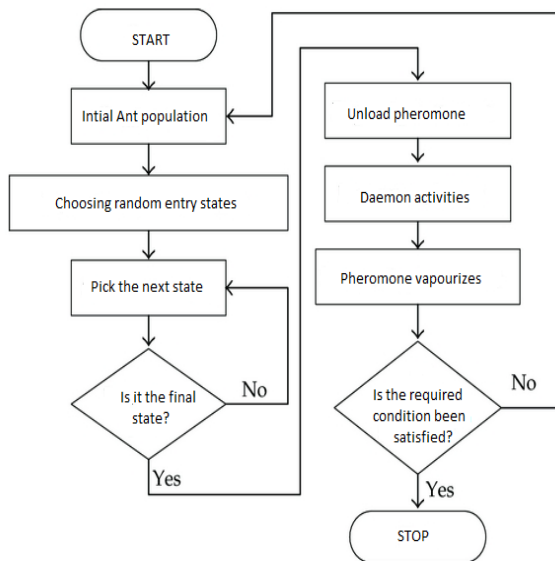 START
Intial Ant population
Choosing random entry states
Pick the next state
Is it the final
state?
No
Yes
Unload pheromone
Daemon activities
Pheromone vapourizes
Is the required
condition been
satisfied?
No
Yes
STOP